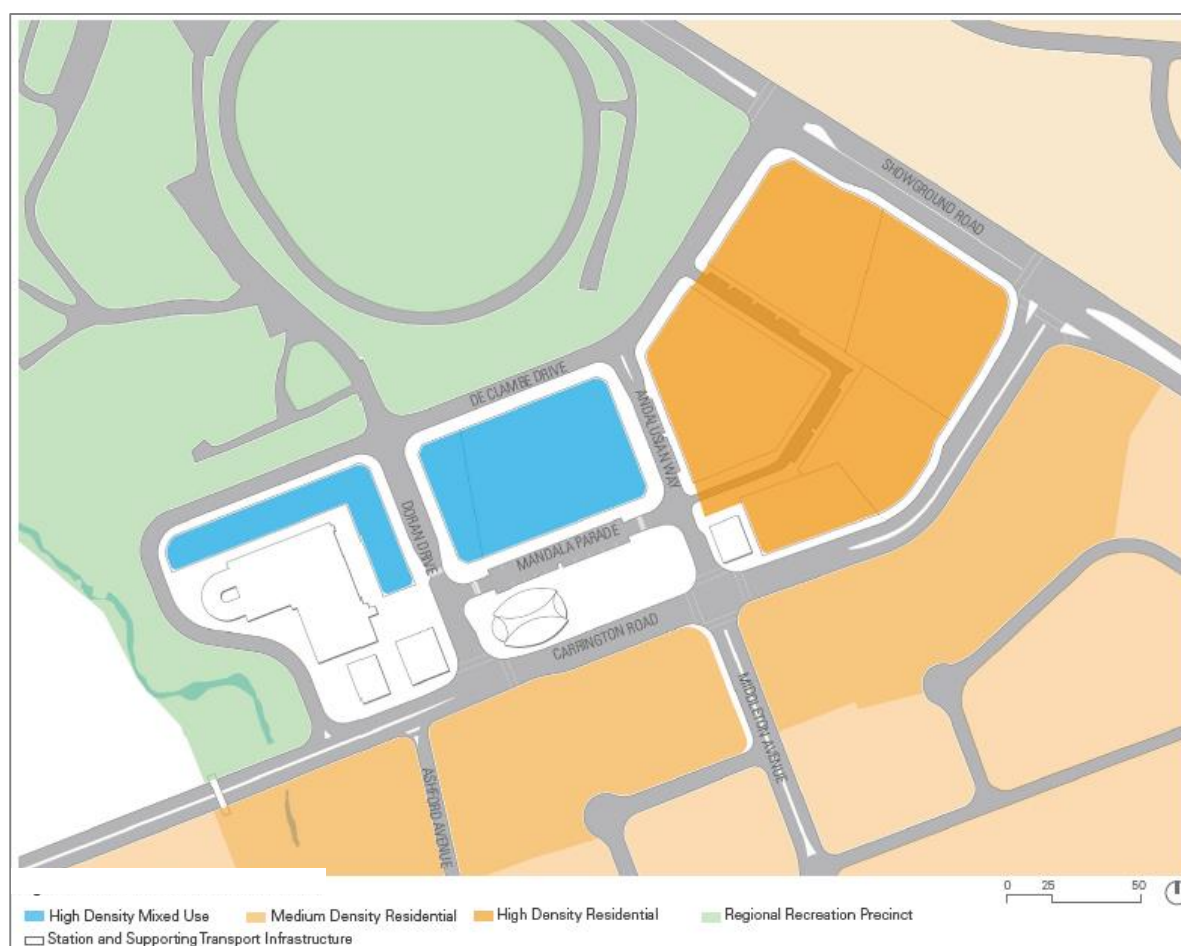 SHOWGROUND ROAD
DE CLAMBE DRIVE
ANDALUSAN WAY
DORAN DRIVE
MANDALA PARADE
CARRINGTON ROAD
MIDDLETON AVENUE
ASHFORD AVENUE
0 25 50
High Density Mixed Use Medium Density Residential High Density Residential Regional Recreation Precinct
Station and Supporting Transport Infrastructure